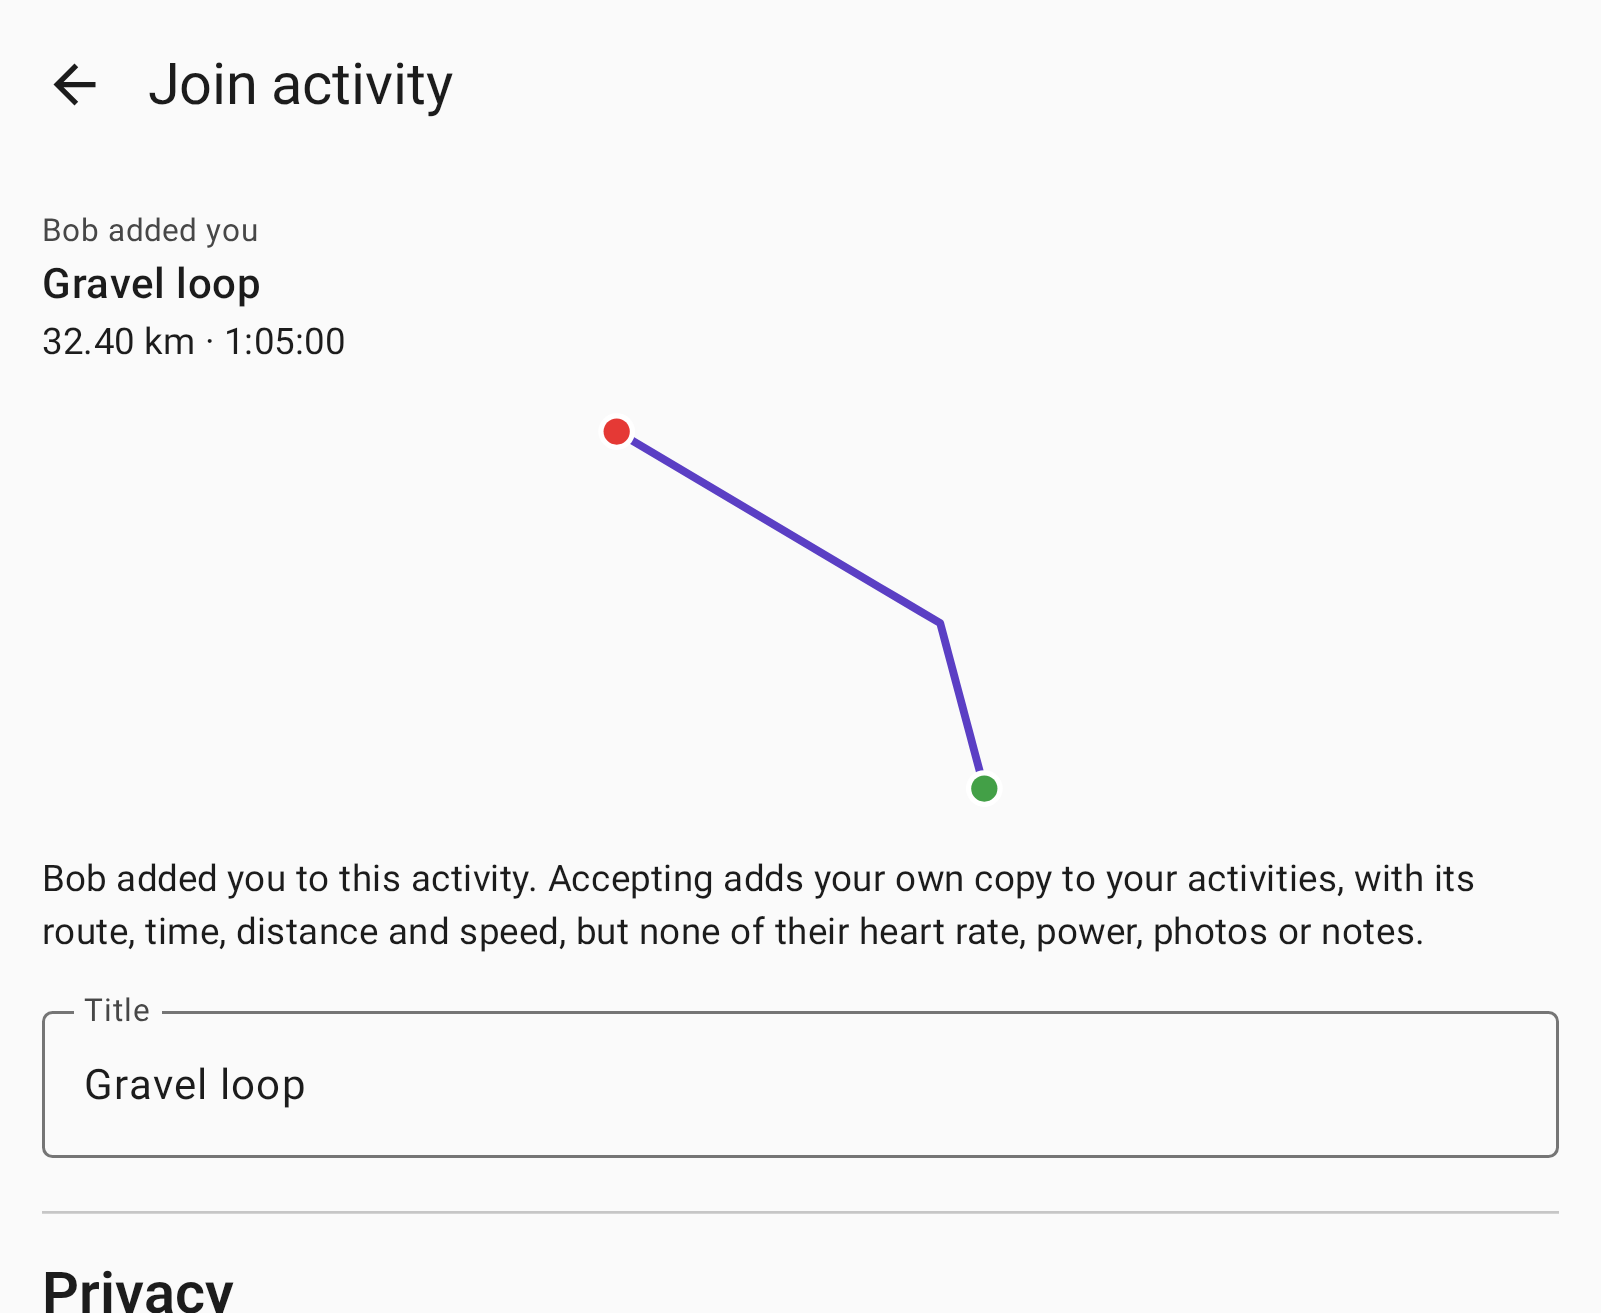 Join activity
Bob added you
Gravel loop
32.40 km · 1:05:00
Bob added you to this activity. Accepting adds your own copy to your activities, with its
route, time, distance and speed, but none of their heart rate, power, photos or notes.
Title
Gravel loop
Privacy